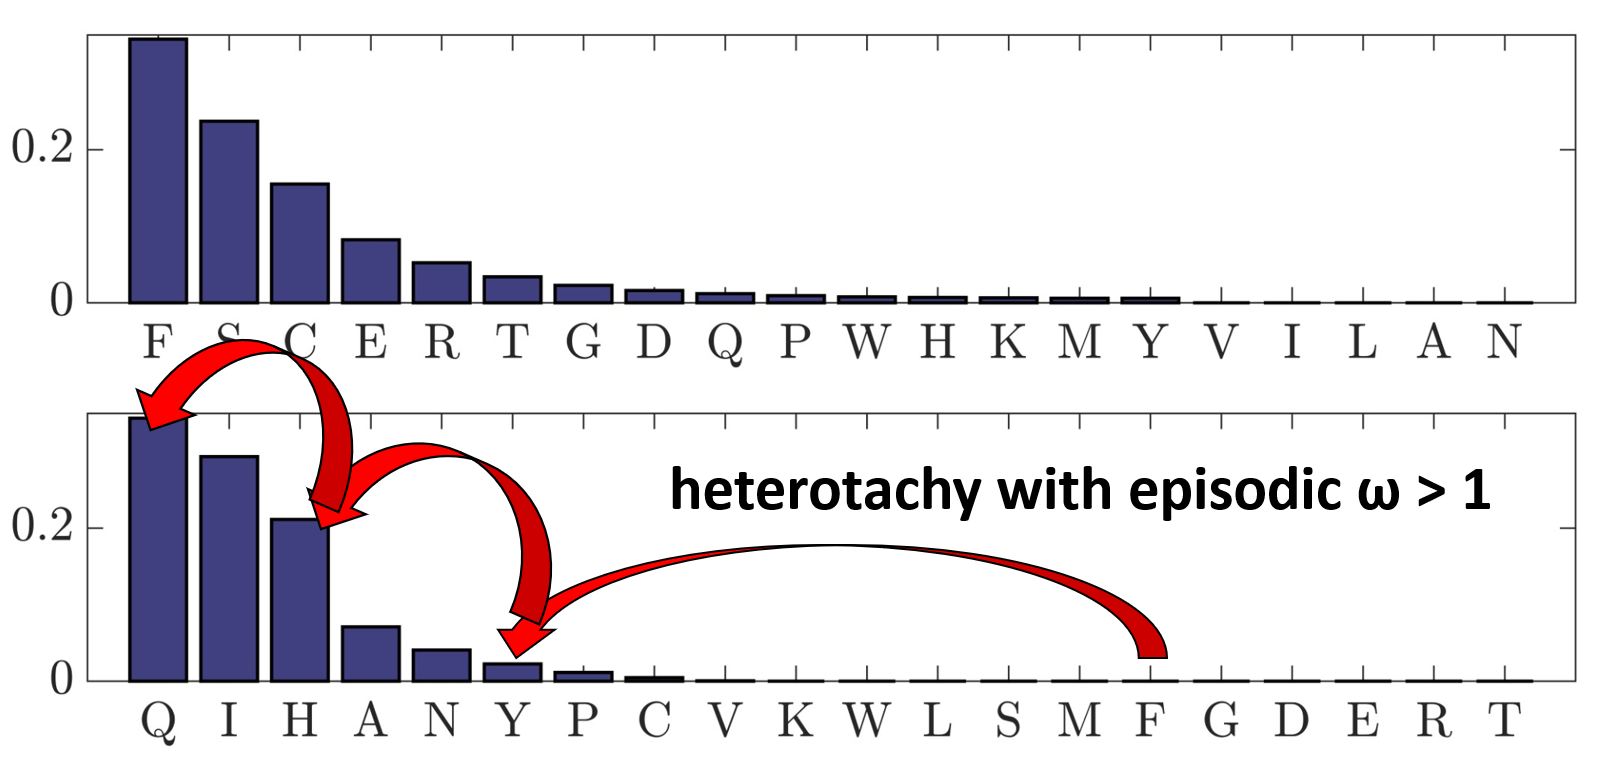 0.2
0
F S C E R T G D Q P W H K M Y V I L A N
heterotachy with episodic ω > 1
0.2
0
Q I H A N Y P C V K W L S M F G D E R T